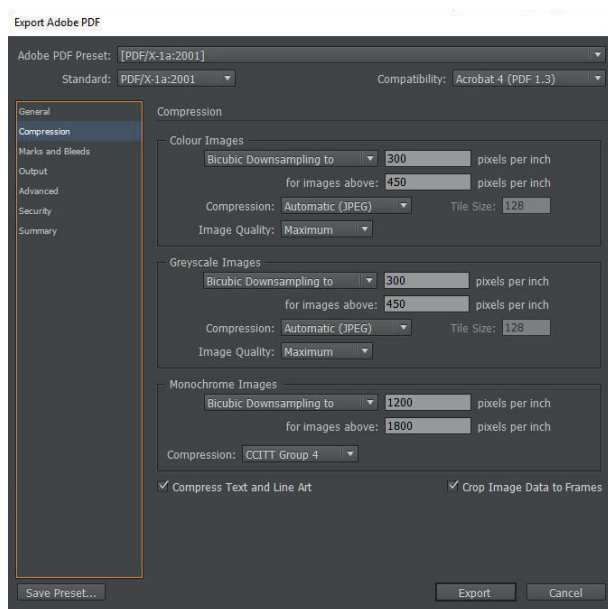 Export Adobe PDF
Adobe PDF Preset: [PDF/X-1a:2001]
Standard: PDF/X-1a:2001 Compatibility: Acrobat 4 (PDF 1.3)
General
Compression
Marks and Bleeds
Output
Advanced
Security
Summary
Compression
Colour Images
Bicubic Downsampling to 300 pixels per inch
for images above: 450 pixels per inch
Compression: Automatic (JPEG) Tile Size: 128
Image Quality: Maximum
Greyscale Images
Bicubic Downsampling to 300 pixels per inch
for images above: 450 pixels per inch
Compression: Automatic (JPEG) Tile Size: 128
Image Quality: Maximum
Monochrome Images
Bicubic Downsampling to 1200 pixels per inch
for images above: 1800 pixels per inch
Compression: CCITT Group 4
Compress Text and Line Art Crop Image Data to Frames
Save Preset... Export Cancel